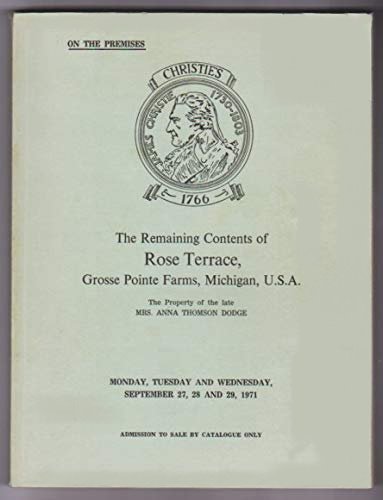 ON THE PREMISES
CHRISTIE'S
JAMES CHRISTIE 1730-1803
1766
The Remaining Contents of
Rose Terrace,
Grosse Pointe Farms, Michigan, U.S.A.
The Property of the late
MRS. ANNA THOMSON DODGE
MONDAY, TUESDAY AND WEDNESDAY,
SEPTEMBER 27, 28 AND 29, 1971
ADMISSION TO SALE BY CATALOGUE ONLY